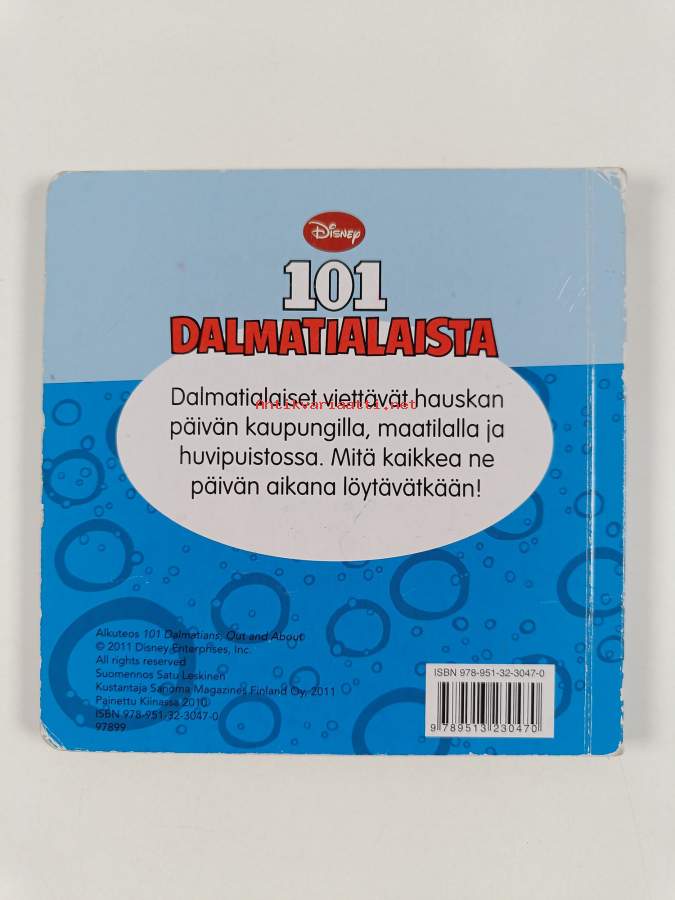 Disney
101
DALMATIALAISTA
Dalmatialaiset viettävät hauskan
Antikvariaatti.net
päivän kaupungilla, maatilalla ja
huvipuistossa. Mitä kaikkea ne
päivän aikana löytävätkään!
Alkuteos 101 Dalmatians, Out and About
© 2011 Disney Enterprises, Inc.
All rights reserved
Suomennos Satu Leskinen
Kustantaja Sanoma Magazines Finland Oy, 2011
Painettu Kiinassa 2010
ISBN 978-951-32-3047-0
97899
ISBN 978-951-32-3047-0
9 789513 230470